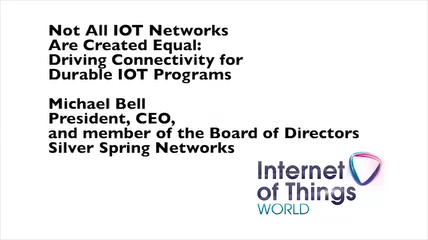 Not All IOT Networks
Are Created Equal:
Driving Connectivity for
Durable IOT Programs
Michael Bell
President, CEO,
and member of the Board of Directors
Silver Spring Networks
Internet
of Things
WORLD